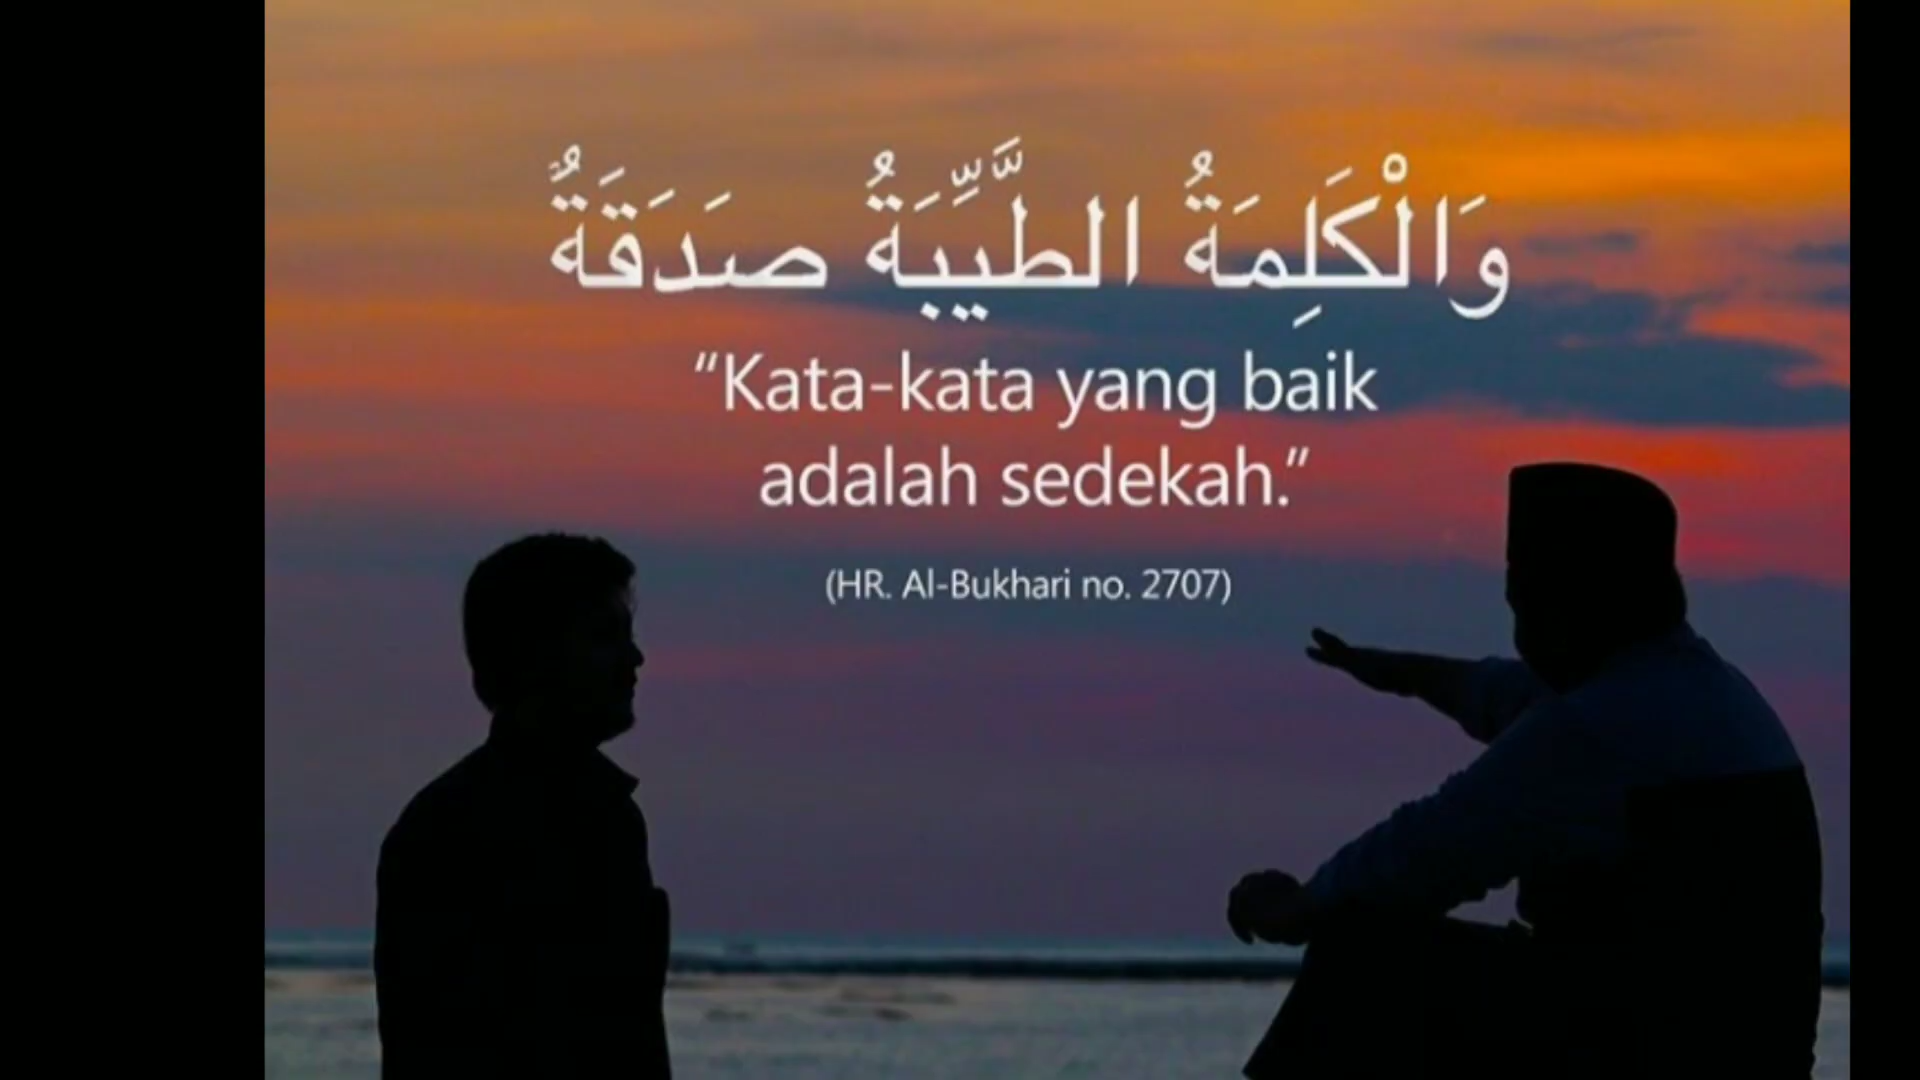 وَالْكَلِمَةُ الطَّيِّبَةُ صَدَقَةٌ
“Kata-kata yang baik
adalah sedekah.”
(HR. Al-Bukhari no. 2707)